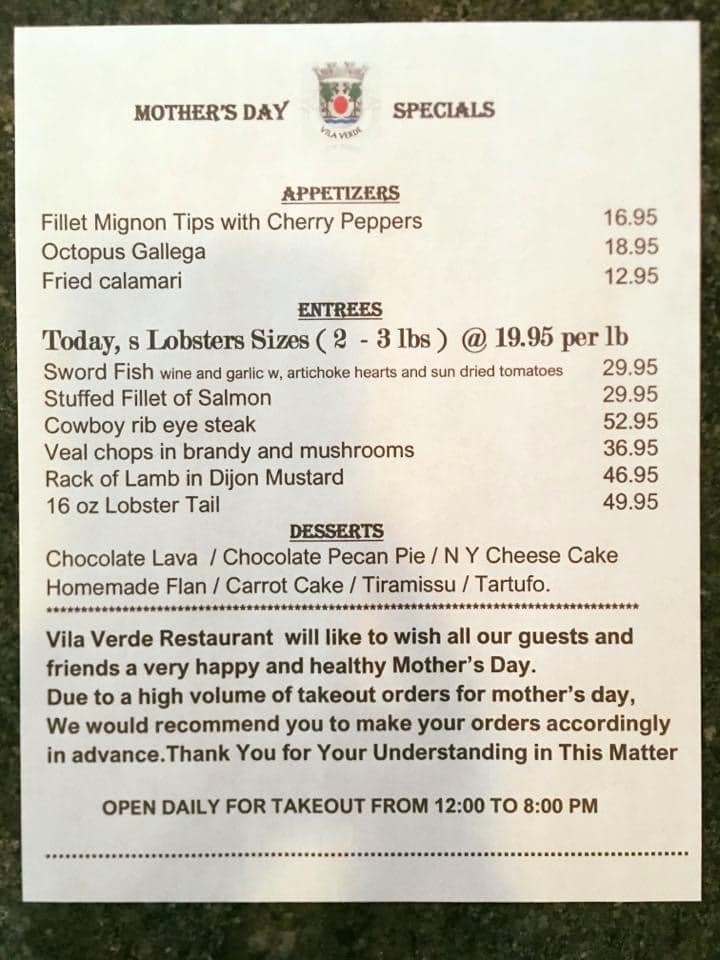 MOTHER'S DAY SPECIALS
VILA VERDE
APPETIZERS
Fillet Mignon Tips with Cherry Peppers 16.95
Octopus Gallega 18.95
Fried calamari 12.95
ENTREES
Today, s Lobsters Sizes ( 2 - 3 lbs ) @ 19.95 per lb
Sword Fish wine and garlic w, artichoke hearts and sun dried tomatoes 29.95
Stuffed Fillet of Salmon 29.95
Cowboy rib eye steak 52.95
Veal chops in brandy and mushrooms 36.95
Rack of Lamb in Dijon Mustard 46.95
16 oz Lobster Tail 49.95
DESSERTS
Chocolate Lava / Chocolate Pecan Pie / N Y Cheese Cake
Homemade Flan / Carrot Cake / Tiramissu / Tartufo.
Vila Verde Restaurant will like to wish all our guests and
friends a very happy and healthy Mother's Day.
Due to a high volume of takeout orders for mother's day,
We would recommend you to make your orders accordingly
in advance.Thank You for Your Understanding in This Matter
OPEN DAILY FOR TAKEOUT FROM 12:00 TO 8:00 PM